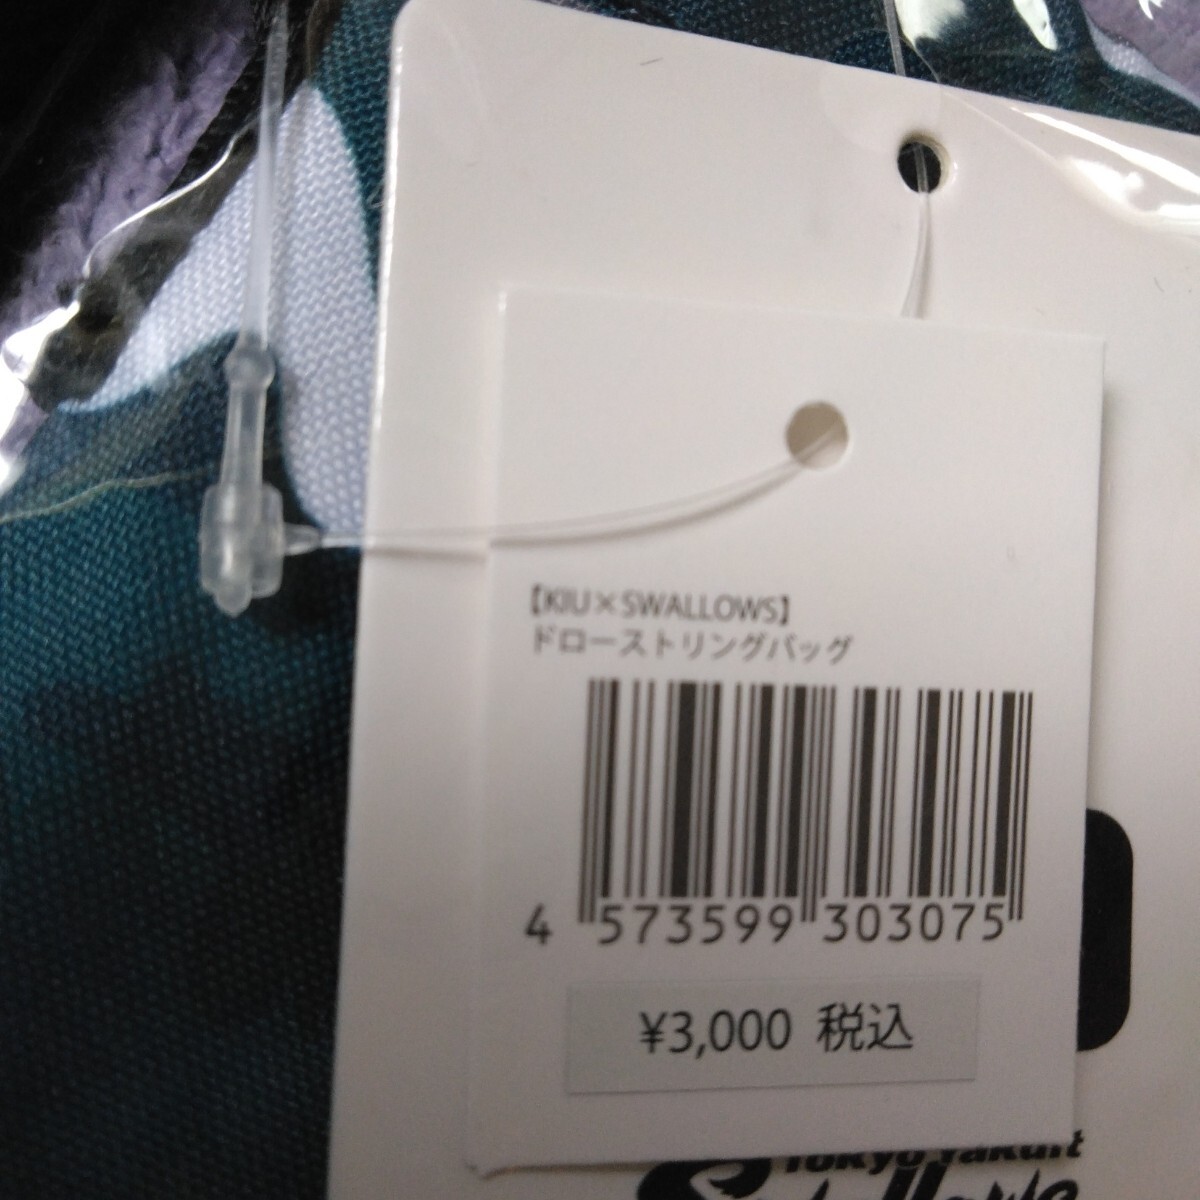 【KIU×SWALLOWS】
ドローストリングバッグ
4 573599 303075
¥3,000 税込
Tokyo Yakult
Swallows